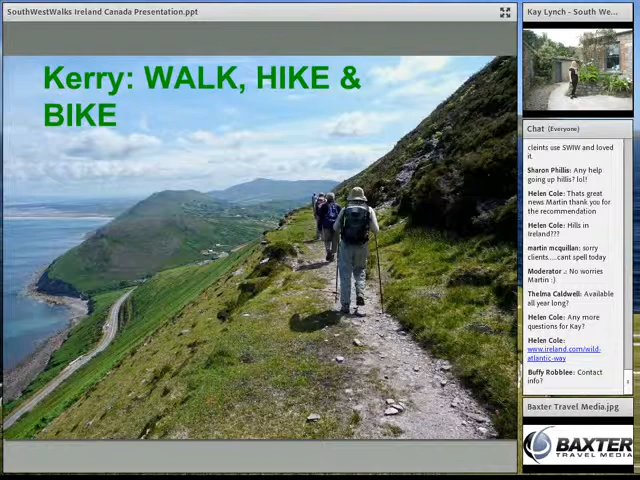 SouthWestWalks Ireland Canada Presentation.ppt
Kerry: WALK, HIKE &
BIKE
Kay Lynch - South We...
Chat (Everyone)
cleints use SWIW and loved
it.
Sharon Phillis: Any help
going up hillis? lol!
Helen Cole: Thats great
news Martin thank you for
the recommendation
Helen Cole: Hills in
Ireland???
martin mcquillan: sorry
clients.....cant spell today
Moderator .: No worries
Martin :)
Thelma Caldwell: Available
all year long?
Helen Cole: Any more
questions for Kay?
Helen Cole:
www.ireland.com/wild-
atlantic-way
Buffy Robblee: Contact
info?
Baxter Travel Media.jpg
BAXTER
TRAVEL MEDIA